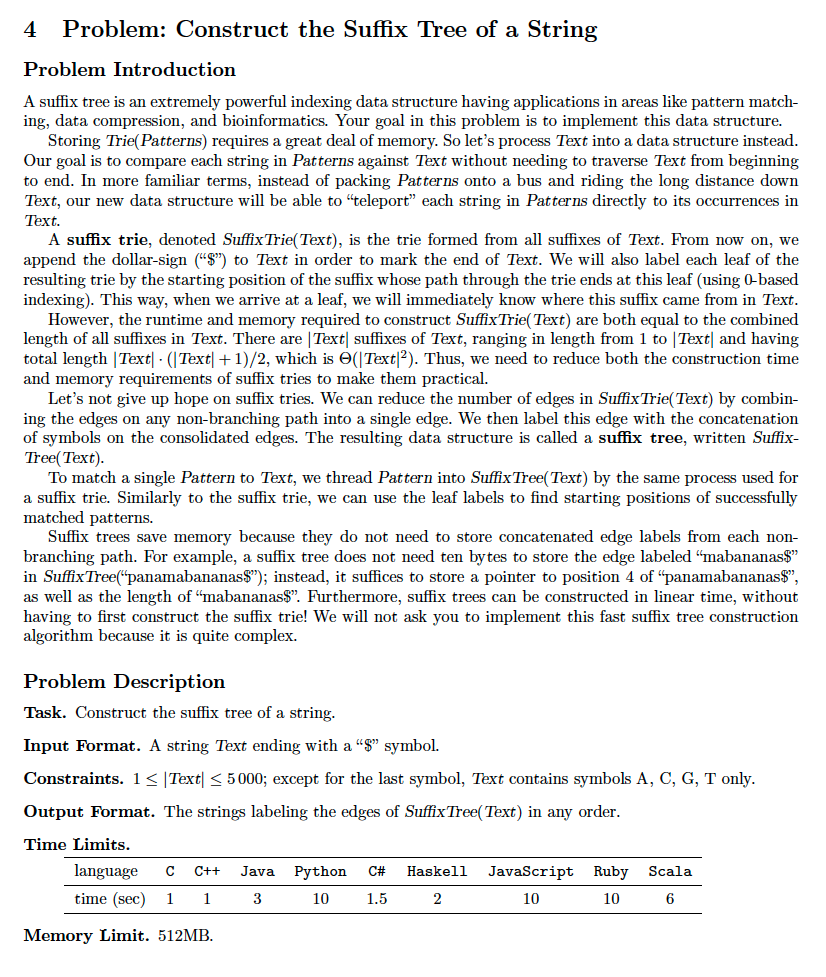 4 Problem: Construct the Suffix Tree of a String
Problem Introduction
A suffix tree is an extremely powerful indexing data structure having applications in areas like pattern match-
ing, data compression, and bioinformatics. Your goal in this problem is to implement this data structure.
Storing Trie(Patterns) requires a great deal of memory. So let's process Text into a data structure instead.
Our goal is to compare each string in Patterns against Text without needing to traverse Text from beginning
to end. In more familiar terms, instead of packing Patterns onto a bus and riding the long distance down
Text, our new data structure will be able to “teleport” each string in Patterns directly to its occurrences in
Text.
A suffix trie, denoted SuffixTrie(Text), is the trie formed from all suffixes of Text. From now on, we
append the dollar-sign (“$”) to Text in order to mark the end of Text. We will also label each leaf of the
resulting trie by the starting position of the suffix whose path through the trie ends at this leaf (using 0-based
indexing). This way, when we arrive at a leaf, we will immediately know where this suffix came from in Text.
However, the runtime and memory required to construct SuffixTrie(Text) are both equal to the combined
length of all suffixes in Text. There are |Text| suffixes of Text, ranging in length from 1 to |Text| and having
total length |Text| · (|Text| + 1)/2, which is Θ(|Text|²). Thus, we need to reduce both the construction time
and memory requirements of suffix tries to make them practical.
Let's not give up hope on suffix tries. We can reduce the number of edges in SuffixTrie(Text) by combin-
ing the edges on any non-branching path into a single edge. We then label this edge with the concatenation
of symbols on the consolidated edges. The resulting data structure is called a suffix tree, written Suffix-
Tree(Text).
To match a single Pattern to Text, we thread Pattern into SuffixTree(Text) by the same process used for
a suffix trie. Similarly to the suffix trie, we can use the leaf labels to find starting positions of successfully
matched patterns.
Suffix trees save memory because they do not need to store concatenated edge labels from each non-
branching path. For example, a suffix tree does not need ten bytes to store the edge labeled “mabananas$”
in SuffixTree(“panamabananas$”); instead, it suffices to store a pointer to position 4 of “panamabananas$”,
as well as the length of “mabananas$”. Furthermore, suffix trees can be constructed in linear time, without
having to first construct the suffix trie! We will not ask you to implement this fast suffix tree construction
algorithm because it is quite complex.
Problem Description
Task. Construct the suffix tree of a string.
Input Format. A string Text ending with a “$” symbol.
Constraints. 1 ≤ |Text| ≤ 5 000; except for the last symbol, Text contains symbols A, C, G, T only.
Output Format. The strings labeling the edges of SuffixTree(Text) in any order.
Time Limits.
language C C++ Java Python C# Haskell JavaScript Ruby Scala
time (sec) 1 1 3 10 1.5 2 10 10 6
Memory Limit. 512MB.